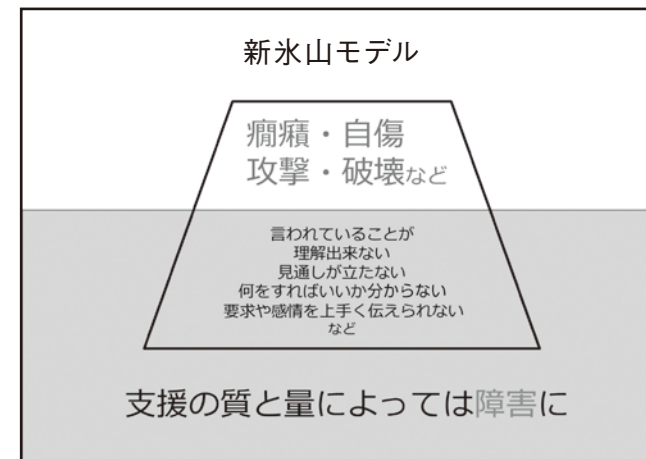 新氷山モデル
癇癪・自傷
攻撃・破壊など
言われていることが
理解出来ない
見通しが立たない
何をすればいいか分からない
要求や感情を上手く伝えられない
など
支援の質と量によっては障害に